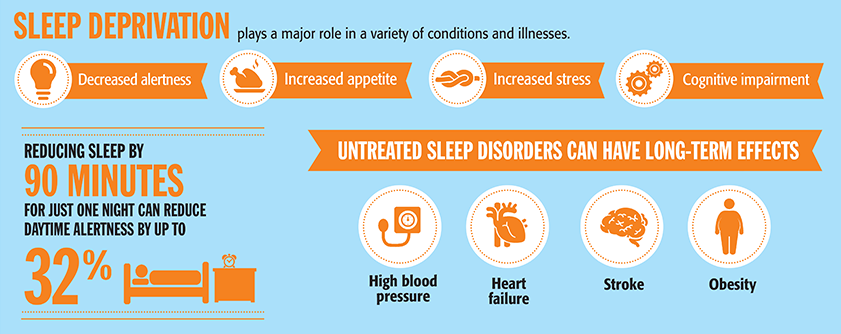 SLEEP DEPRIVATION plays a major role in a variety of conditions and illnesses.
Decreased alertness
Increased appetite
Increased stress
Cognitive impairment
REDUCING SLEEP BY
90 MINUTES
FOR JUST ONE NIGHT CAN REDUCE
DAYTIME ALERTNESS BY UP TO
32%
UNTREATED SLEEP DISORDERS CAN HAVE LONG-TERM EFFECTS
High blood
pressure
Heart
failure
Stroke
Obesity